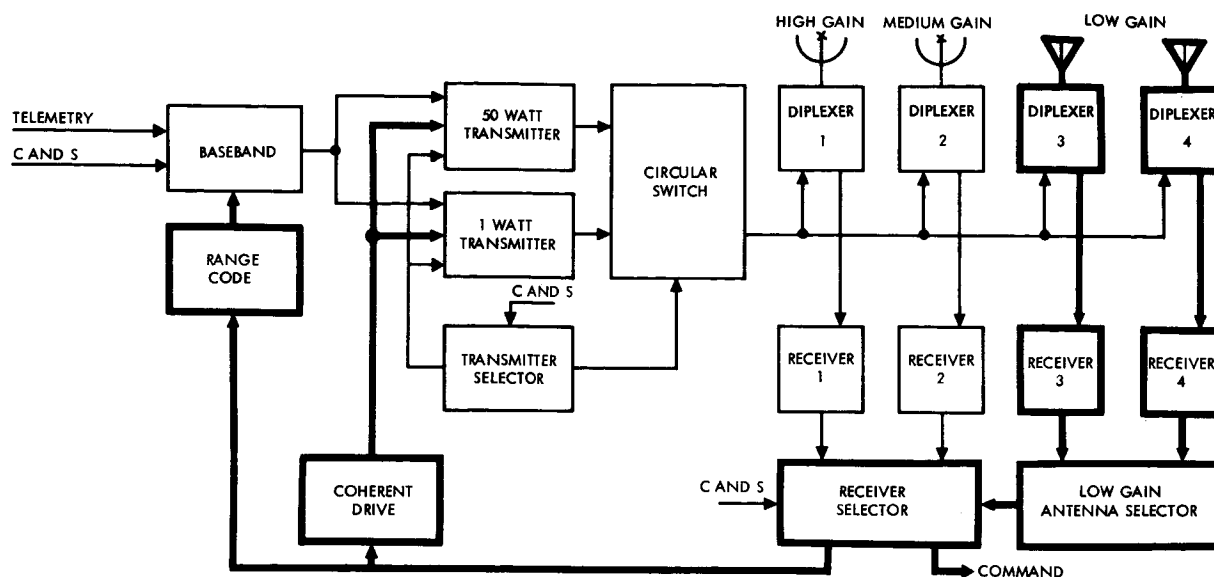 HIGH GAIN
MEDIUM GAIN
LOW GAIN
TELEMETRY
C AND S
BASEBAND
RANGE
CODE
50 WATT
TRANSMITTER
1 WATT
TRANSMITTER
C AND S
TRANSMITTER
SELECTOR
CIRCULAR
SWITCH
DIPLEXER
1
DIPLEXER
2
DIPLEXER
3
DIPLEXER
4
RECEIVER
1
RECEIVER
2
RECEIVER
3
RECEIVER
4
COHERENT
DRIVE
C AND S
RECEIVER
SELECTOR
LOW GAIN
ANTENNA SELECTOR
COMMAND